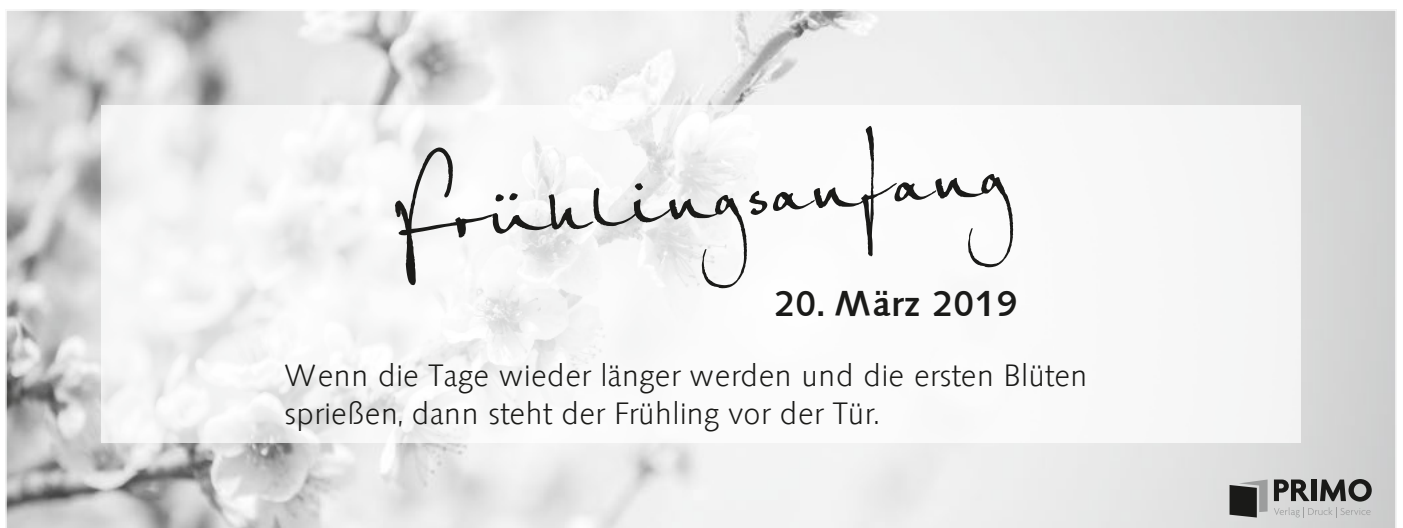 Frühlingsanfang
20. März 2019
Wenn die Tage wieder länger werden und die ersten Blüten
sprießen, dann steht der Frühling vor der Tür.
PRIMO
Verlag | Druck | Service